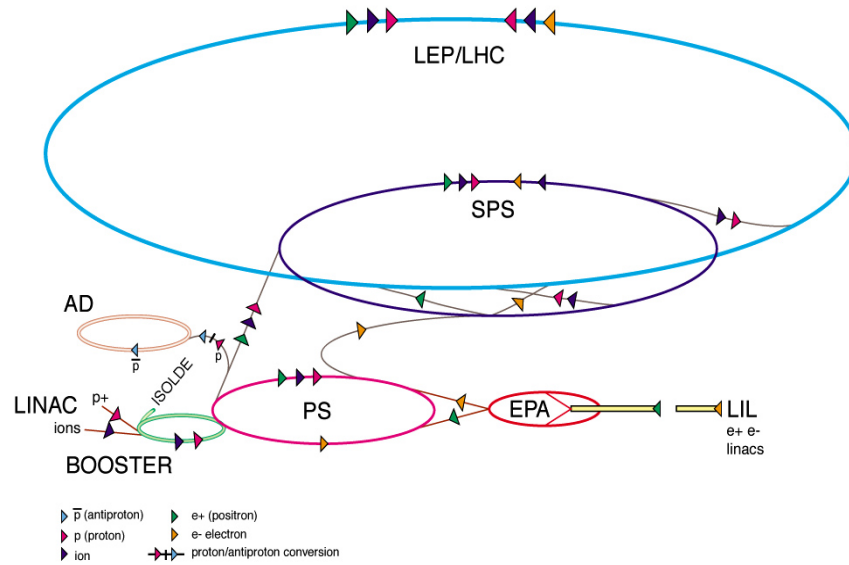 LEP/LHC
SPS
AD
p
p
ISOLDE
LINAC
p+
ions
BOOSTER
PS
EPA
LIL
e+ e-
linacs
p̅ (antiproton)
p (proton)
ion
e+ (positron)
e- electron
proton/antiproton conversion